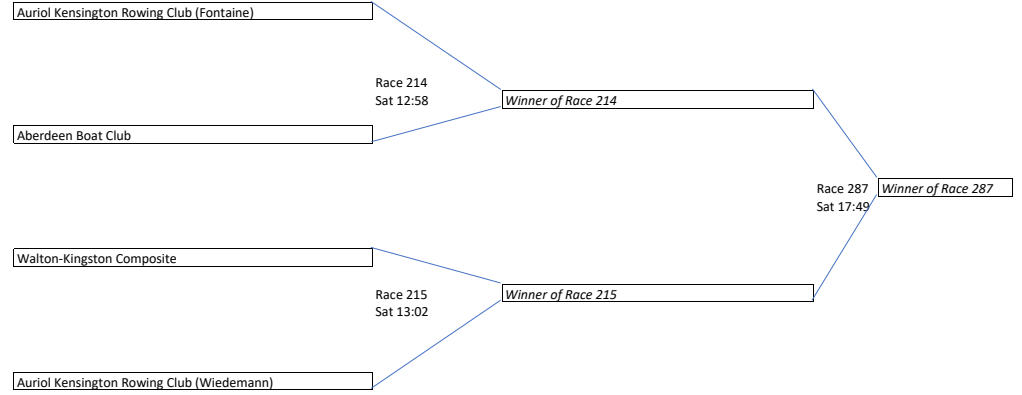 Auriol Kensington Rowing Club (Fontaine)
Race 214
Sat 12:58
Winner of Race 214
Aberdeen Boat Club
Race 287
Sat 17:49
Winner of Race 287
Walton-Kingston Composite
Race 215
Sat 13:02
Winner of Race 215
Auriol Kensington Rowing Club (Wiedemann)